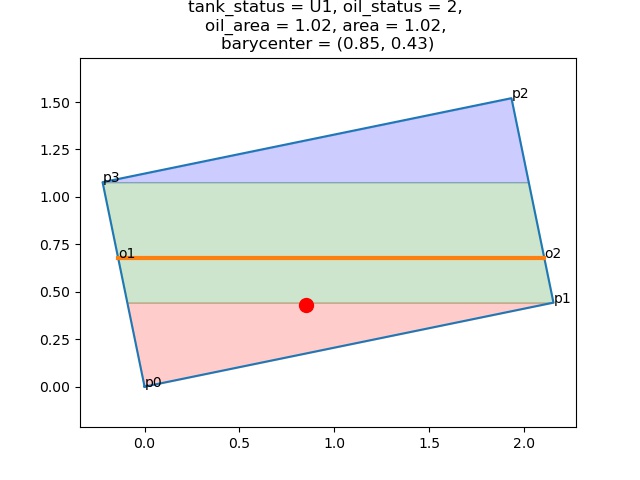 tank_status = U1, oil_status = 2,
oil_area = 1.02, area = 1.02,
barycenter = (0.85, 0.43)
1.50
1.25
1.00
0.75
0.50
0.25
0.00
p2
p3
o1
o2
p1
p0
0.0
0.5
1.0
1.5
2.0